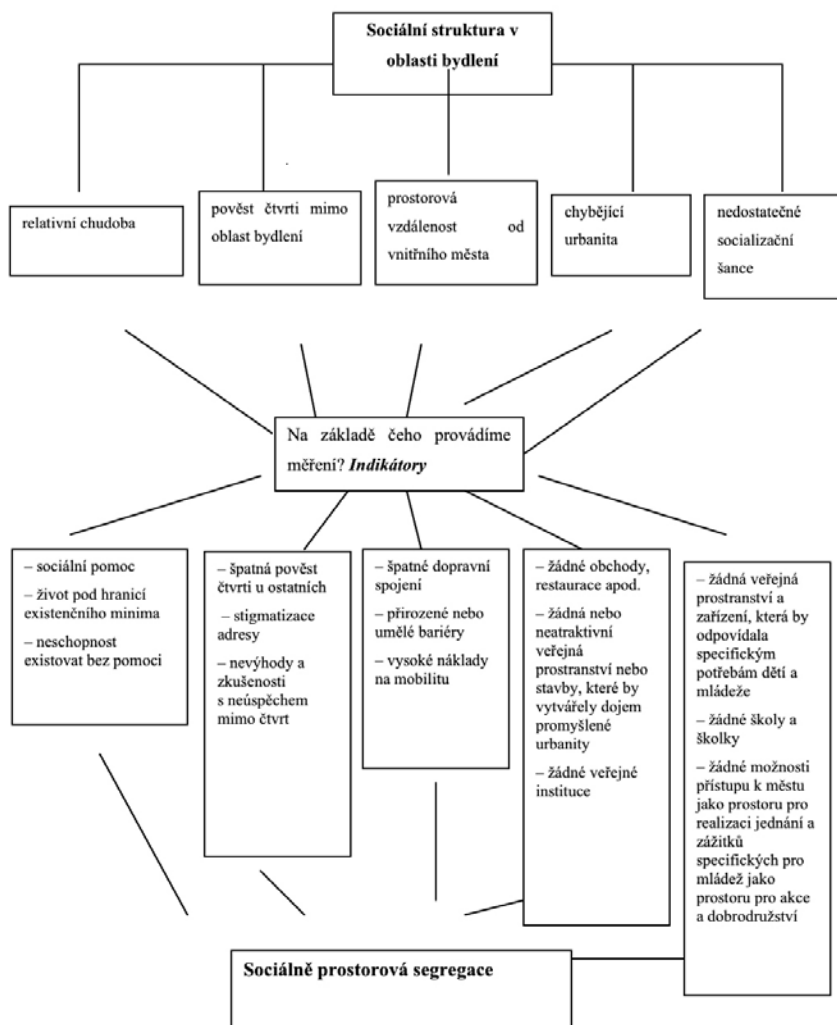 Sociální struktura v
oblasti bydlení
relativní chudoba
pověst čtvrti mimo
oblast bydlení
prostorová
vzdálenost od
vnitřního města
chybějící
urbanita
nedostatečné
socializační
šance
Na základě čeho provádíme
měření? Indikátory
– sociální pomoc
– život pod hranicí
existenčního minima
– neschopnost
existovat bez pomoci
– špatná pověst
čtvrti u ostatních
– stigmatizace
adresy
– nevýhody a
zkušenosti
s neúspěchem
mimo čtvrt
– špatné dopravní
spojení
– přirozené nebo
umělé bariéry
– vysoké náklady
na mobilitu
– žádné obchody,
restaurace apod.
– žádná nebo
neatraktivní
veřejná
prostranství nebo
stavby, které by
vytvářely dojem
promyšlené
urbanity
– žádné veřejné
instituce
– žádná veřejná
prostranství a
zařízení, která by
odpovídala
specifickým
potřebám dětí a
mládeže
– žádné školy a
školky
– žádné možnosti
přístupu k městu
jako prostoru pro
realizaci jednání a
zážitků
specifických pro
mládež jako
prostoru pro akce
a dobrodružství
Sociálně prostorová segregace